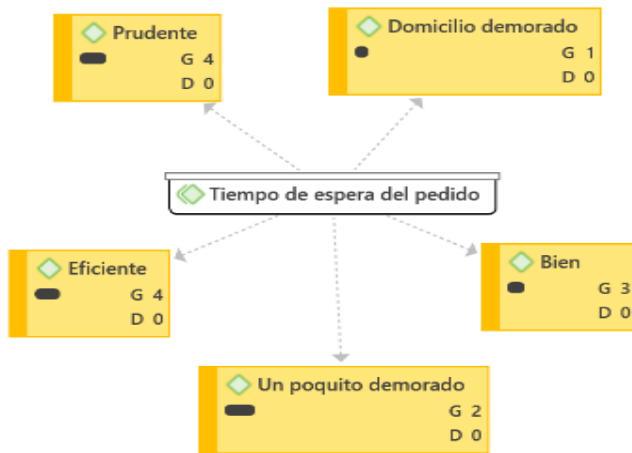 Prudente
G 4
D 0
Domicilio demorado
G 1
D 0
Tiempo de espera del pedido
Eficiente
G 4
D 0
Bien
G 3
D 0
Un poquito demorado
G 2
D 0